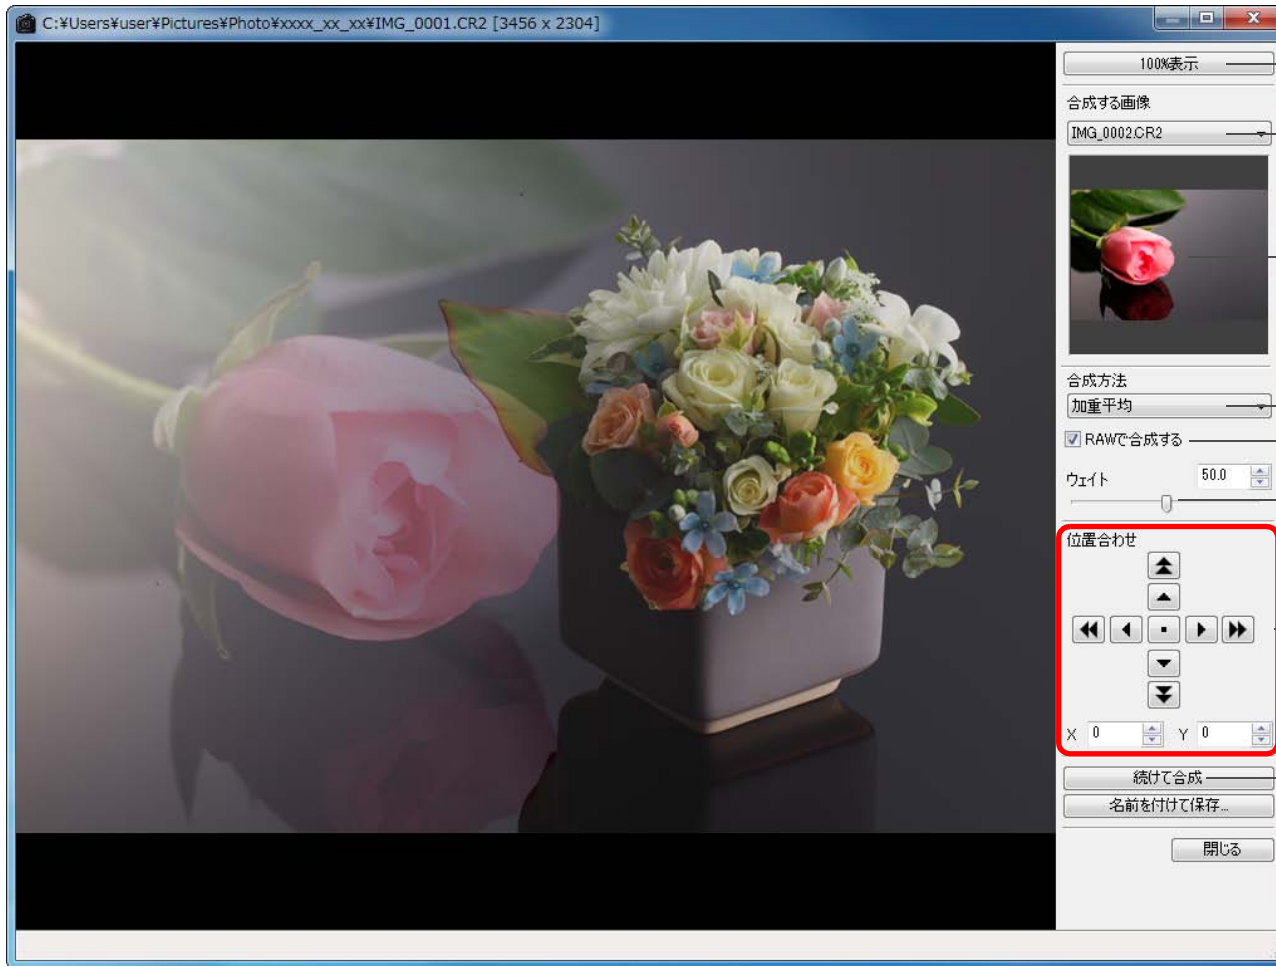 C:¥Users¥user¥Pictures¥Photo¥xxxx_xx_xx¥IMG_0001.CR2 [3456 x 2304]
100%表示
合成する画像
IMG_0002.CR2
合成方法
加重平均
RAWで合成する
ウェイト 50.0
位置合わせ
X 0 Y 0
続けて合成
名前を付けて保存...
閉じる